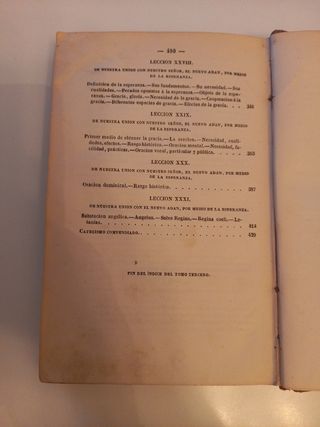 — 480 —
LECCION XXVIII.
DE NUESTRA UNION CON NUESTRO SEÑOR, EL NUEVO ADAN, POR MEDIO
DE LA ESPERANZA.
Definicion de la esperanza.—Sus fundamentos.—Su necesidad.—Sus
cualidades.—Pecados opuestos á la esperanza.—Objeto de la espe-
ranza.—Gracia, gloria.—Necesidad de la gracia.—Cooperacion á la
gracia.—Diferentes especies de gracia.—Efectos de la gracia.
LECCION XXIX.
DE NUESTRA UNION CON NUESTRO SEÑOR, EL NUEVO ADAN, POR MEDIO
DE LA ESPERANZA.
Primer medio de obtener la gracia.—La oracion.—Necesidad, cuali-
dades, efectos.—Rasgo histórico.—Oracion mental.—Necesidad, fa-
cilidad, prácticas.—Oracion vocal, particular y pública. 363
LECCION XXX.
DE NUESTRA UNION CON NUESTRO SEÑOR, EL NUEVO ADAN, POR MEDIO
DE LA ESPERANZA.
Oracion dominical.—Rasgo histórico. 387
LECCION XXXI.
DE NUESTRA UNION CON EL NUEVO ADAN, POR MEDIO DE LA ESPERANZA.
Salutacion angélica.—Angelus.—Salve Regina.—Regina coeli.—Le-
tanías. 414
CATECISMO COMPENDIADO. 429
FIN DEL ÍNDICE DEL TOMO TERCERO.